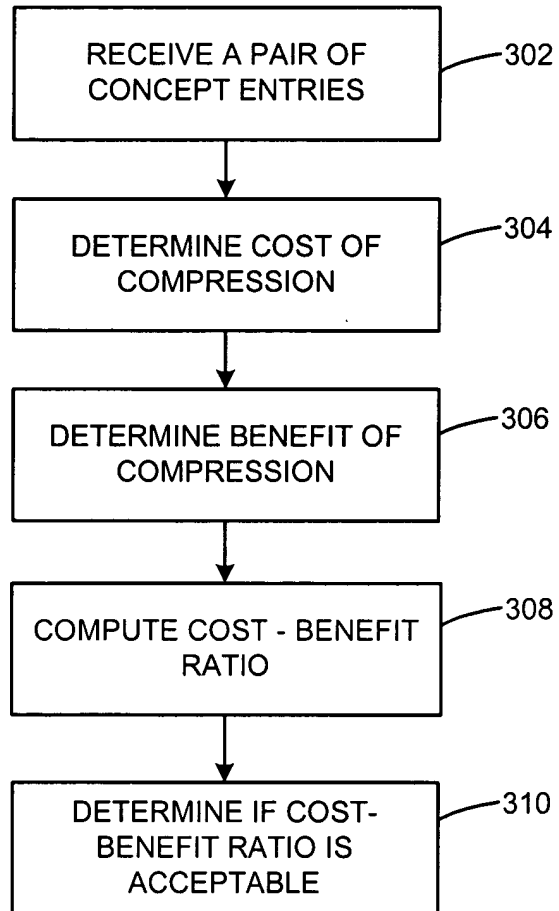 RECEIVE A PAIR OF
CONCEPT ENTRIES
302
DETERMINE COST OF
COMPRESSION
304
DETERMINE BENEFIT OF
COMPRESSION
306
COMPUTE COST - BENEFIT
RATIO
308
DETERMINE IF COST-
BENEFIT RATIO IS
ACCEPTABLE
310